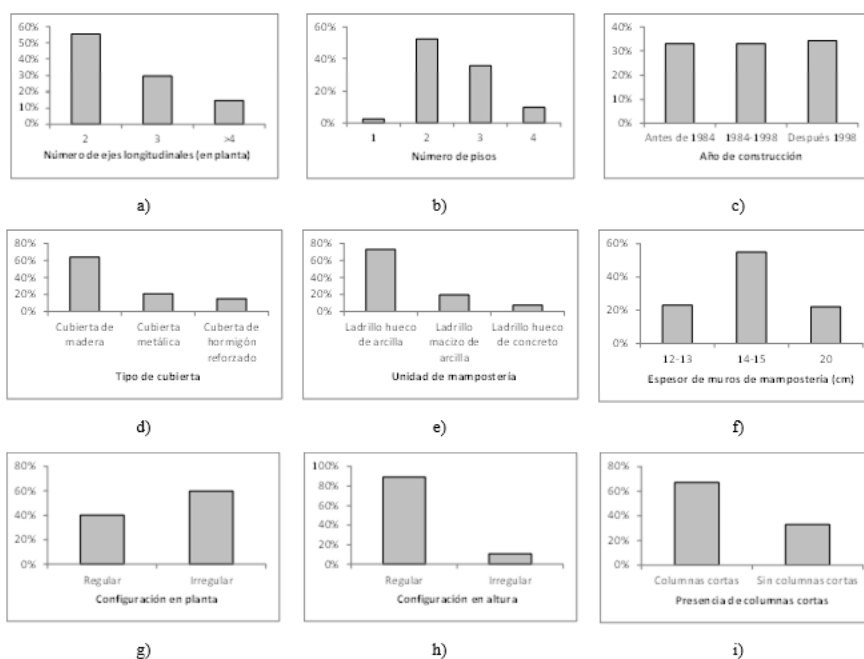 60%
50%
40%
30%
20%
10%
0%
2 3 >4
Número de ejes longitudinales (en planta)
a)
60%
40%
20%
0%
1 2 3 4
Número de pisos
b)
40%
30%
20%
10%
0%
Antes de 1984 1984-1998 Después 1998
Año de construcción
c)
80%
60%
40%
20%
0%
Cubierta de madera
Cubierta metálica
Cuberta de hormigón reforzado
Tipo de cubierta
d)
80%
60%
40%
20%
0%
Ladrillo hueco de arcilla
Ladrillo macizo de arcilla
Ladrillo hueco de concreto
Unidad de mampostería
e)
60%
40%
20%
0%
12-13 14-15 20
Espesor de muros de mampostería (cm)
f)
80%
60%
40%
20%
0%
Regular Irregular
Configuración en planta
g)
100%
80%
60%
40%
20%
0%
Regular Irregular
Configuración en altura
h)
80%
60%
40%
20%
0%
Columnas cortas Sin columnas cortas
Presencia de columnas cortas
i)